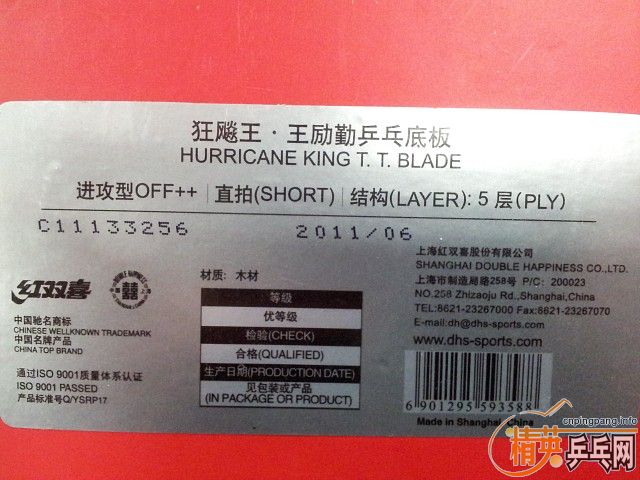 狂飚王·王励勤乒乓底板
HURRICANE KING T. T. BLADE
进攻型OFF++ | 直拍(SHORT) | 结构(LAYER): 5 层(PLY)
C11133256 2011/06
上海红双喜股份有限公司
SHANGHAI DOUBLE HAPPINESS CO.,LTD.
上海市制造局路258号 P/C: 200023
NO.258 Zhizaoju Rd.,Shanghai,China
TEL:8621-23267000 Fax:8621-23267070
E-mail:dh@dhs-sports.com
www.dhs-sports.com
红双喜
DOUBLE HAPPINESS
囍
中国驰名商标
CHINESE WELLKNOWN TRADEMARK
中国名牌产品
CHINA TOP BRAND
通过ISO 9001质量体系认证
ISO 9001 PASSED
产品标准号Q/YSRP17
材质: 木材
等级
优等级
检验(CHECK)
合格(QUALIFIED)
生产日期(PRODUCTION DATE)
见包装或产品
(IN PACKAGE OR PRODUCT)
6 901295 593588
Made in Shanghai, China
cnpingpang.info
精英乒乓网